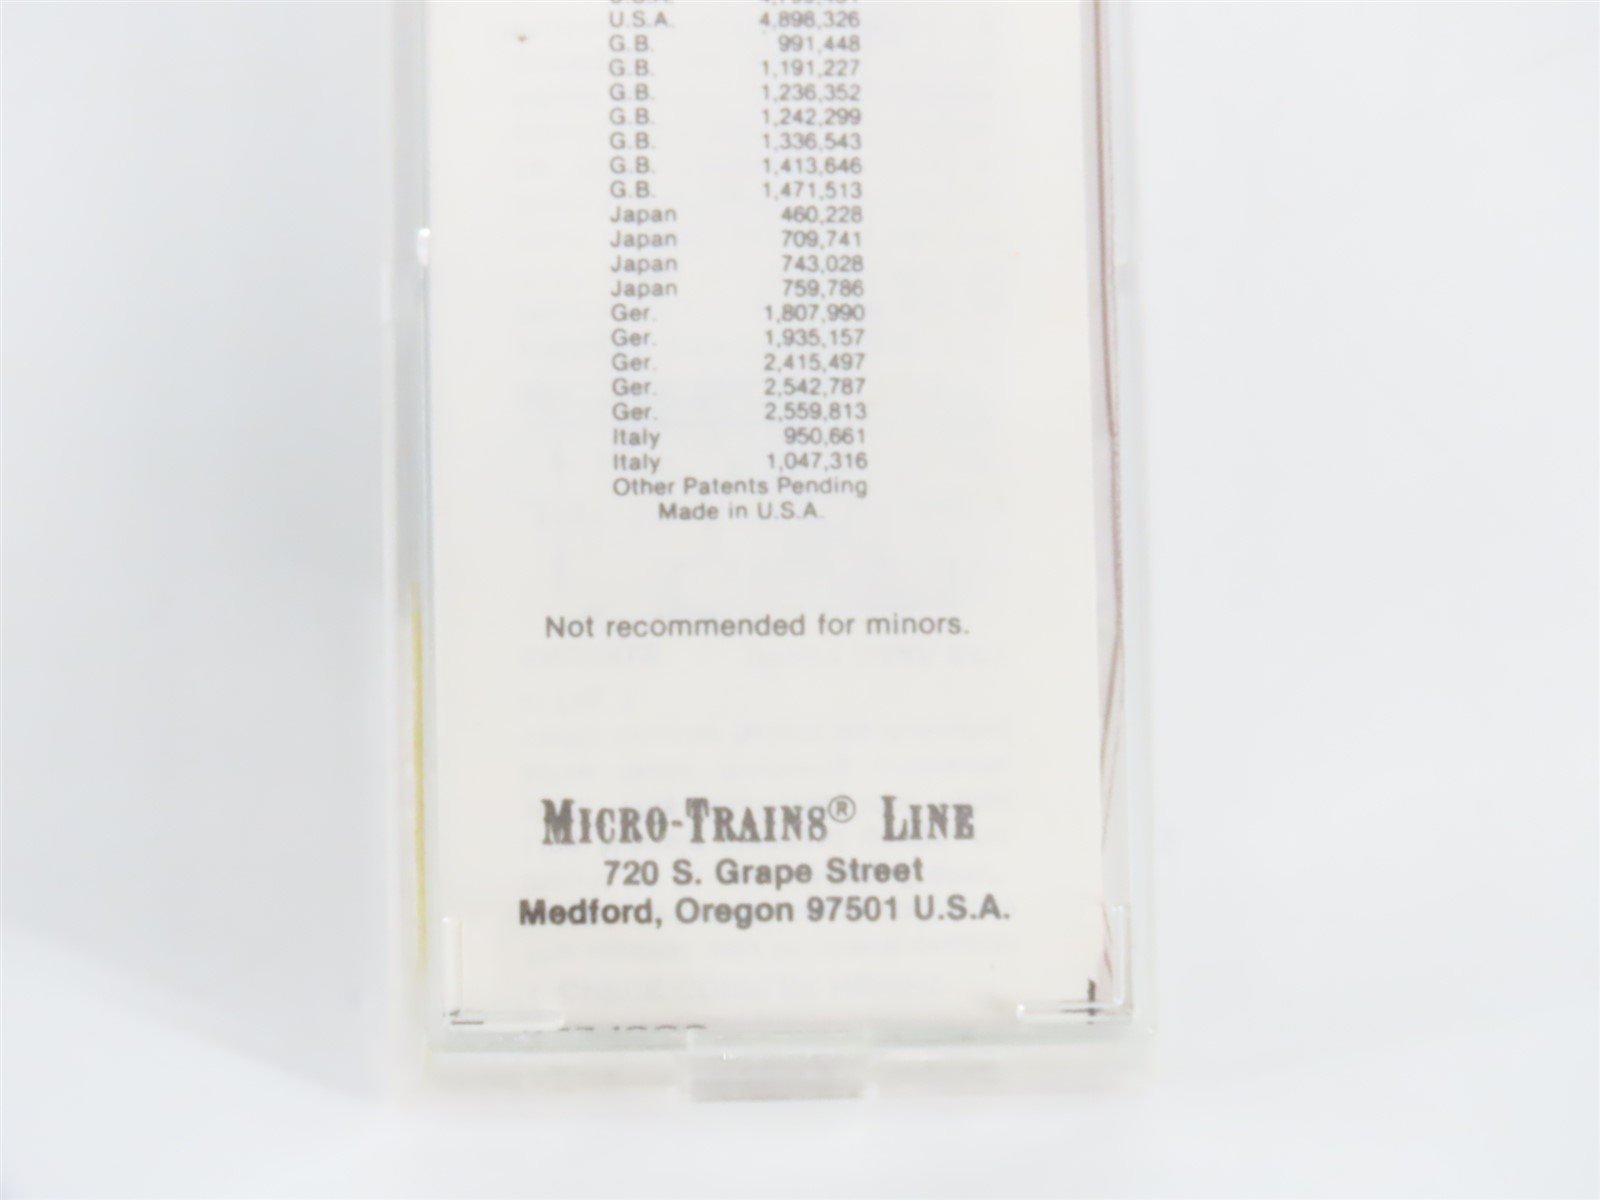 U.S.A. 4,898,326
G.B. 991,448
G.B. 1,191,227
G.B. 1,236,352
G.B. 1,242,299
G.B. 1,336,543
G.B. 1,413,646
G.B. 1,471,513
Japan 460,228
Japan 709,741
Japan 743,028
Japan 759,786
Ger. 1,807,990
Ger. 1,935,157
Ger. 2,415,497
Ger. 2,542,787
Ger. 2,559,813
Italy 950,661
Italy 1,047,316
Other Patents Pending
Made in U.S.A.
Not recommended for minors.
MICRO-TRAINS® LINE
720 S. Grape Street
Medford, Oregon 97501 U.S.A.